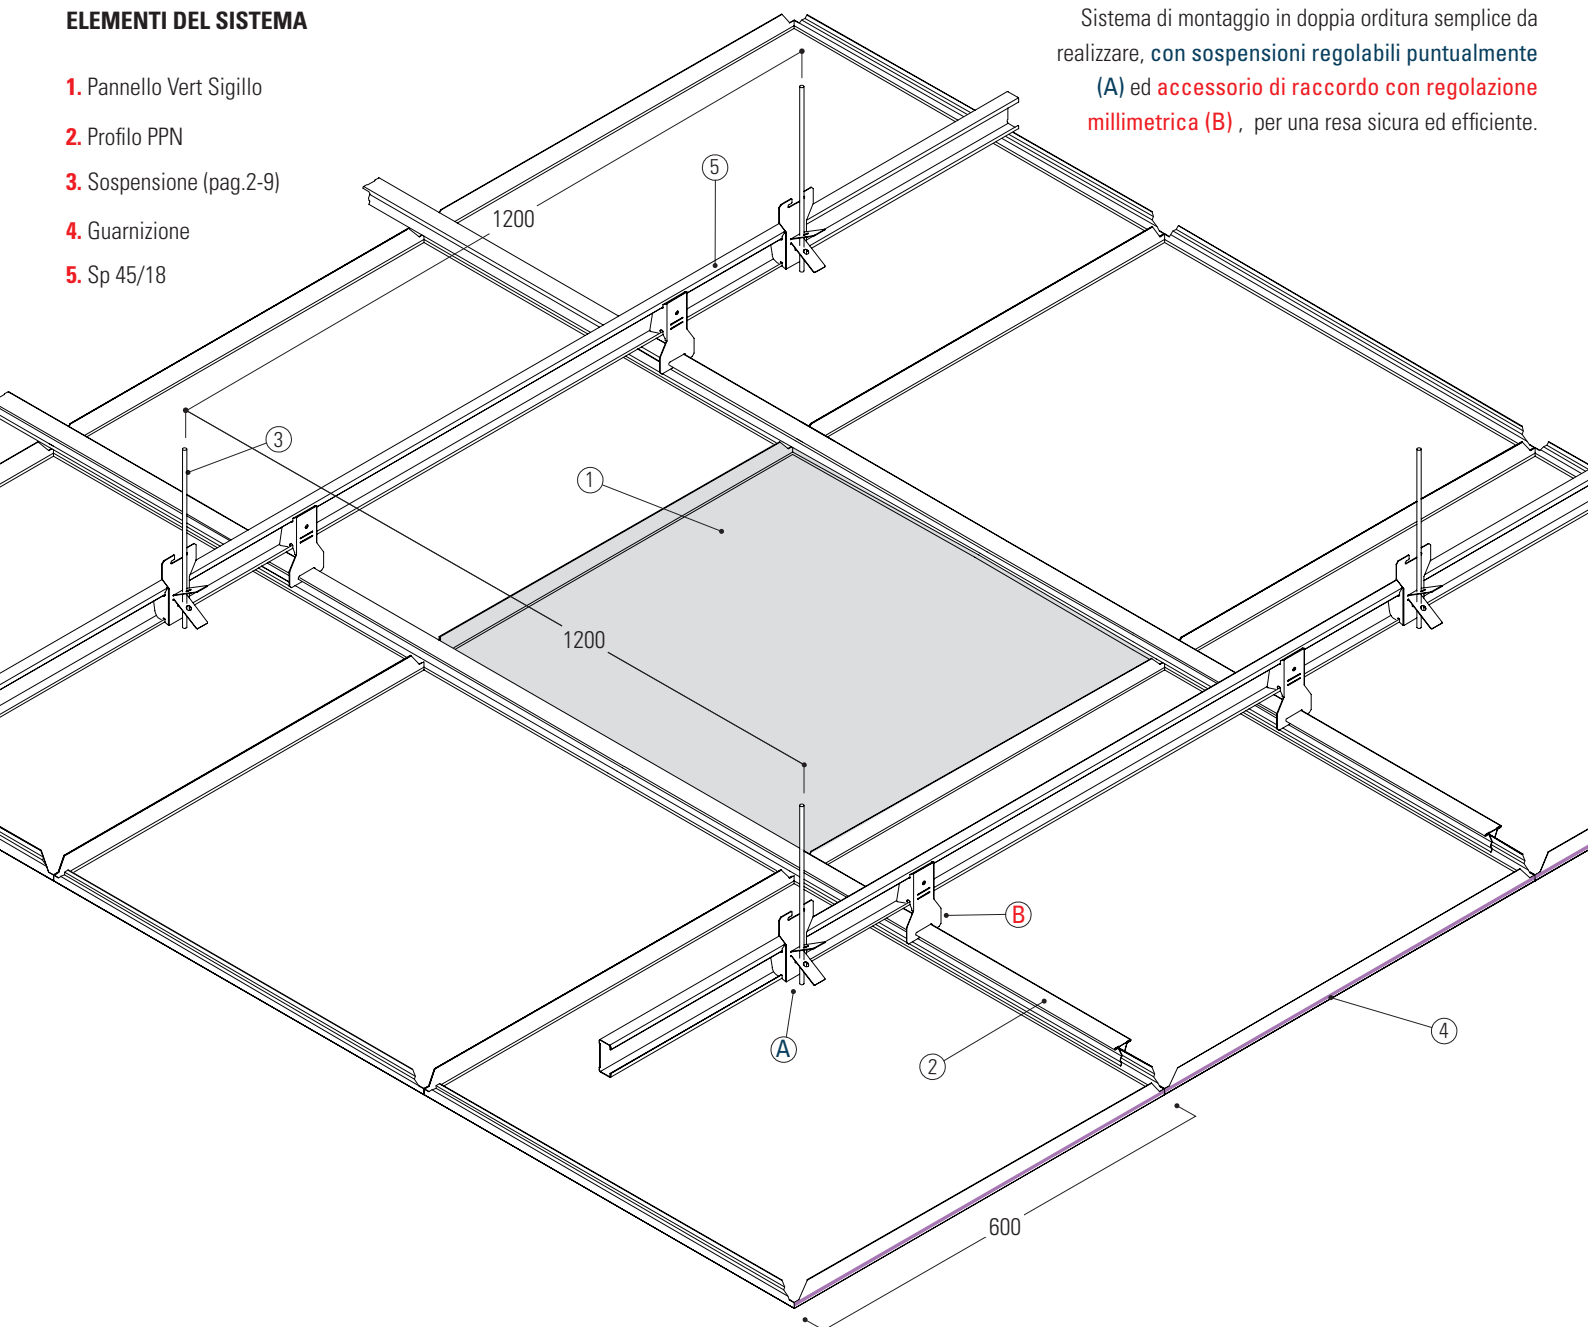 ELEMENTI DEL SISTEMA
1. Pannello Vert Sigillo
2. Profilo PPN
3. Sospensione (pag.2-9)
4. Guarnizione
5. Sp 45/18
Sistema di montaggio in doppia orditura semplice da
realizzare, con sospensioni regolabili puntualmente
(A) ed accessorio di raccordo con regolazione
millimetrica (B) , per una resa sicura ed efficiente.
5
1200
3
1
1200
B
A
2
4
600